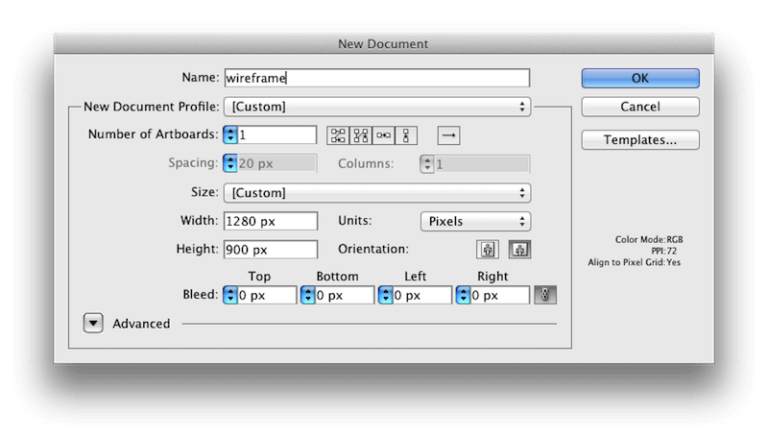 New Document
Name: wireframe
OK
New Document Profile: [Custom]
Cancel
Number of Artboards: 1
Templates...
Spacing: 20 px Columns: 1
Size: [Custom]
Width: 1280 px Units: Pixels
Height: 900 px Orientation:
Color Mode:RGB
PPI:72
Align to Pixel Grid:Yes
Top Bottom Left Right
Bleed: 0 px 0 px 0 px 0 px
Advanced